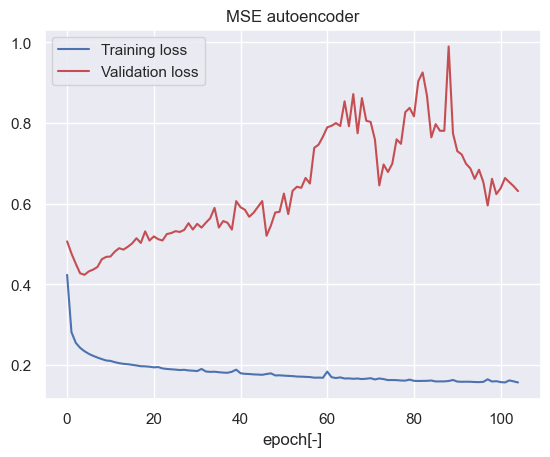 MSE autoencoder
Training loss
Validation loss
1.0
0.8
0.6
0.4
0.2
0 20 40 60 80 100
epoch[-]